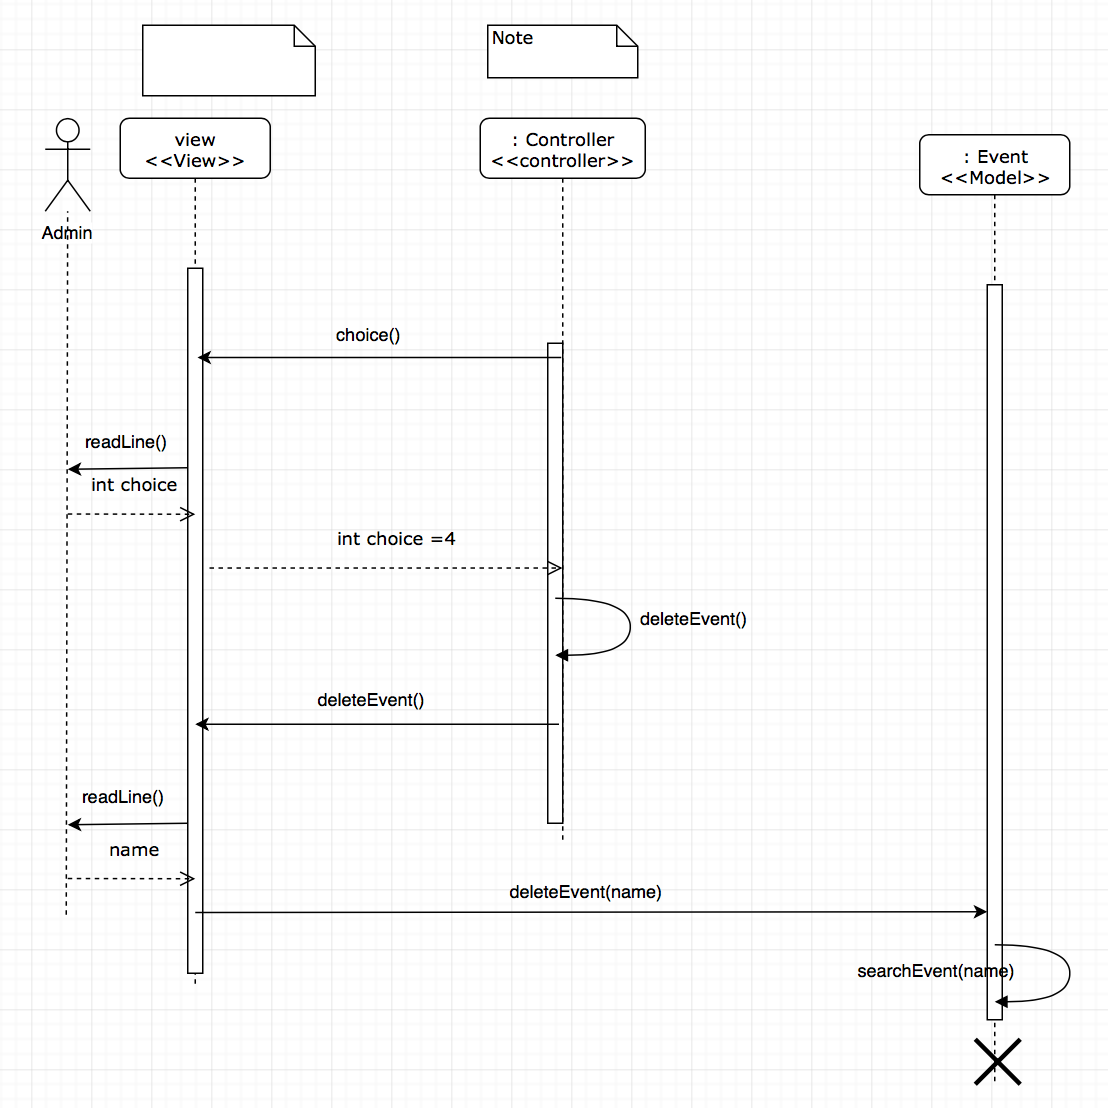 Note
view
<<View>>
: Controller
<<controller>>
: Event
<<Model>>
Admin
choice()
readLine()
int choice
int choice =4
deleteEvent()
deleteEvent()
readLine()
name
deleteEvent(name)
searchEvent(name)